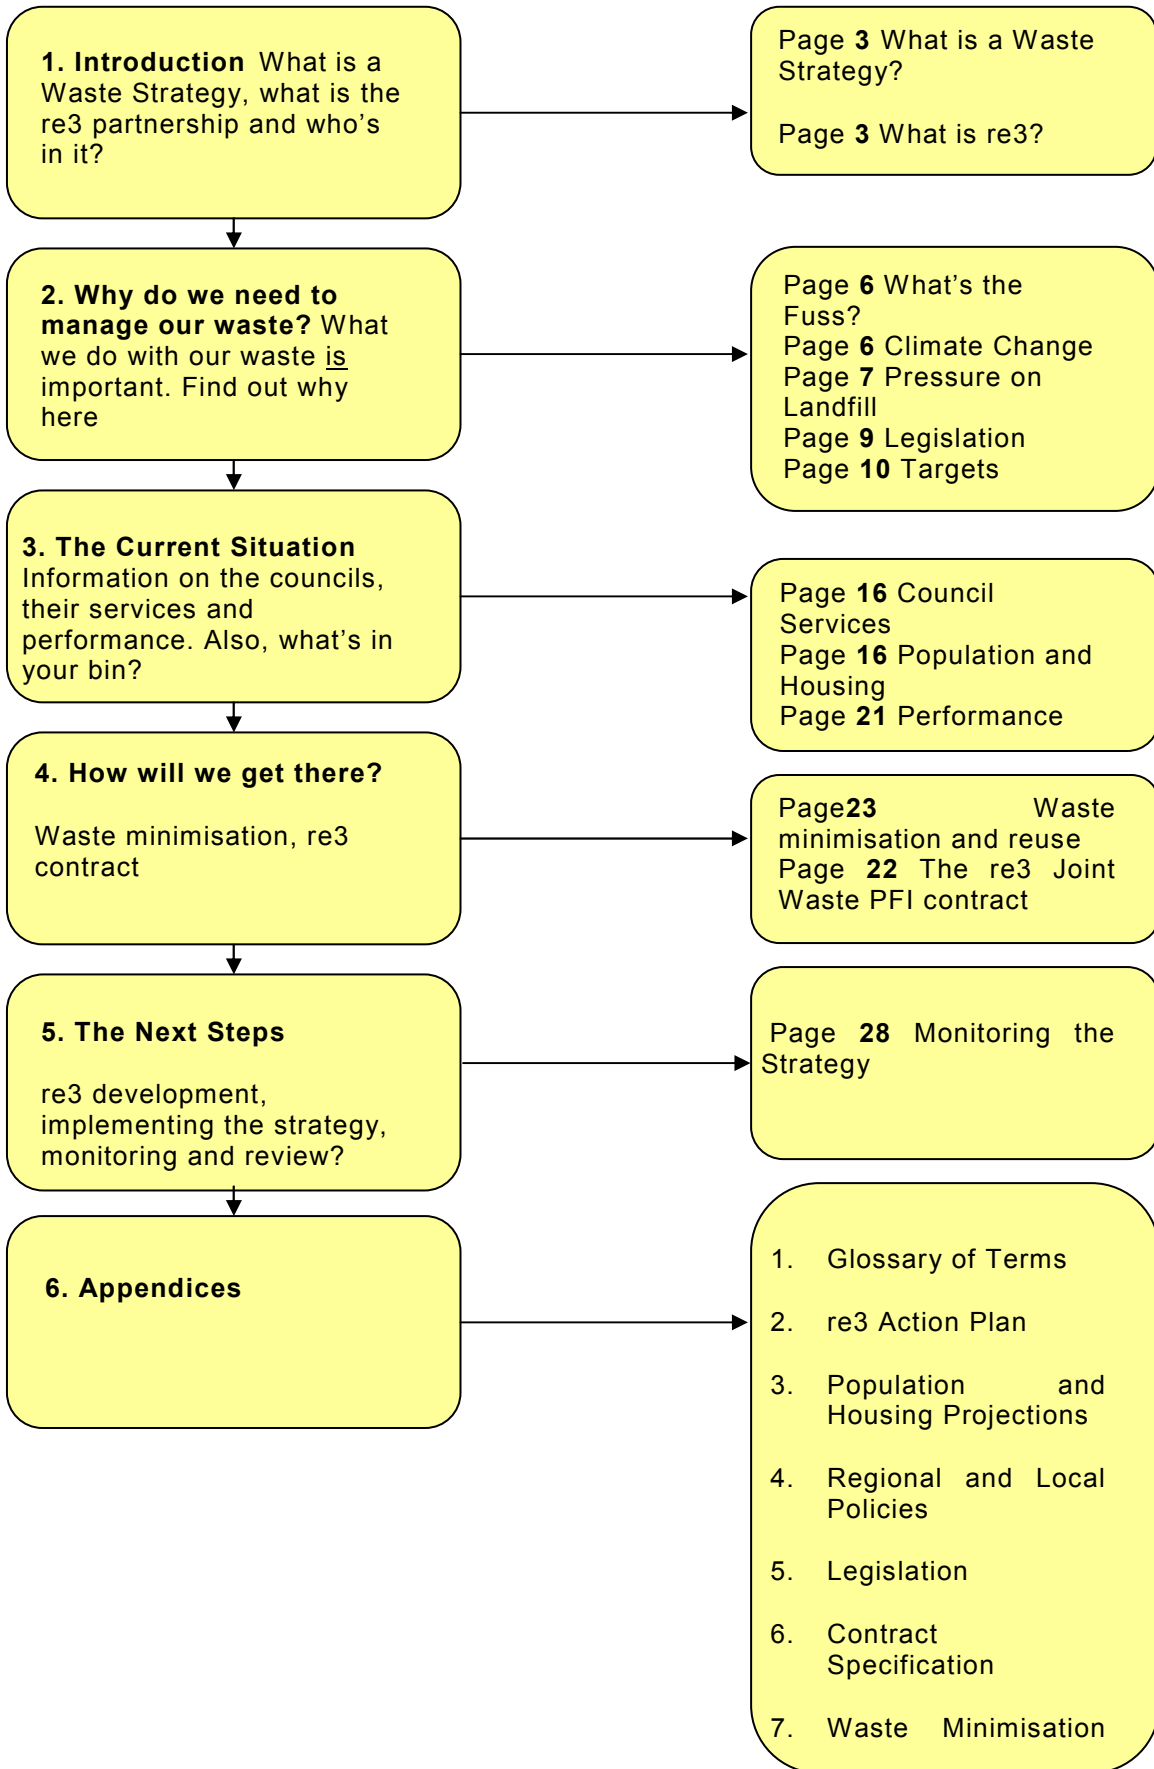 1. Introduction What is a
Waste Strategy, what is the
re3 partnership and who's
in it?
Page 3 What is a Waste
Strategy?
Page 3 What is re3?
2. Why do we need to
manage our waste? What
we do with our waste is
important. Find out why
here
Page 6 What's the
Fuss?
Page 6 Climate Change
Page 7 Pressure on
Landfill
Page 9 Legislation
Page 10 Targets
3. The Current Situation
Information on the councils,
their services and
performance. Also, what's in
your bin?
Page 16 Council
Services
Page 16 Population and
Housing
Page 21 Performance
4. How will we get there?
Waste minimisation, re3
contract
Page23 Waste
minimisation and reuse
Page 22 The re3 Joint
Waste PFI contract
5. The Next Steps
re3 development,
implementing the strategy,
monitoring and review?
Page 28 Monitoring the
Strategy
6. Appendices
1. Glossary of Terms
2. re3 Action Plan
3. Population and
Housing Projections
4. Regional and Local
Policies
5. Legislation
6. Contract
Specification
7. Waste Minimisation